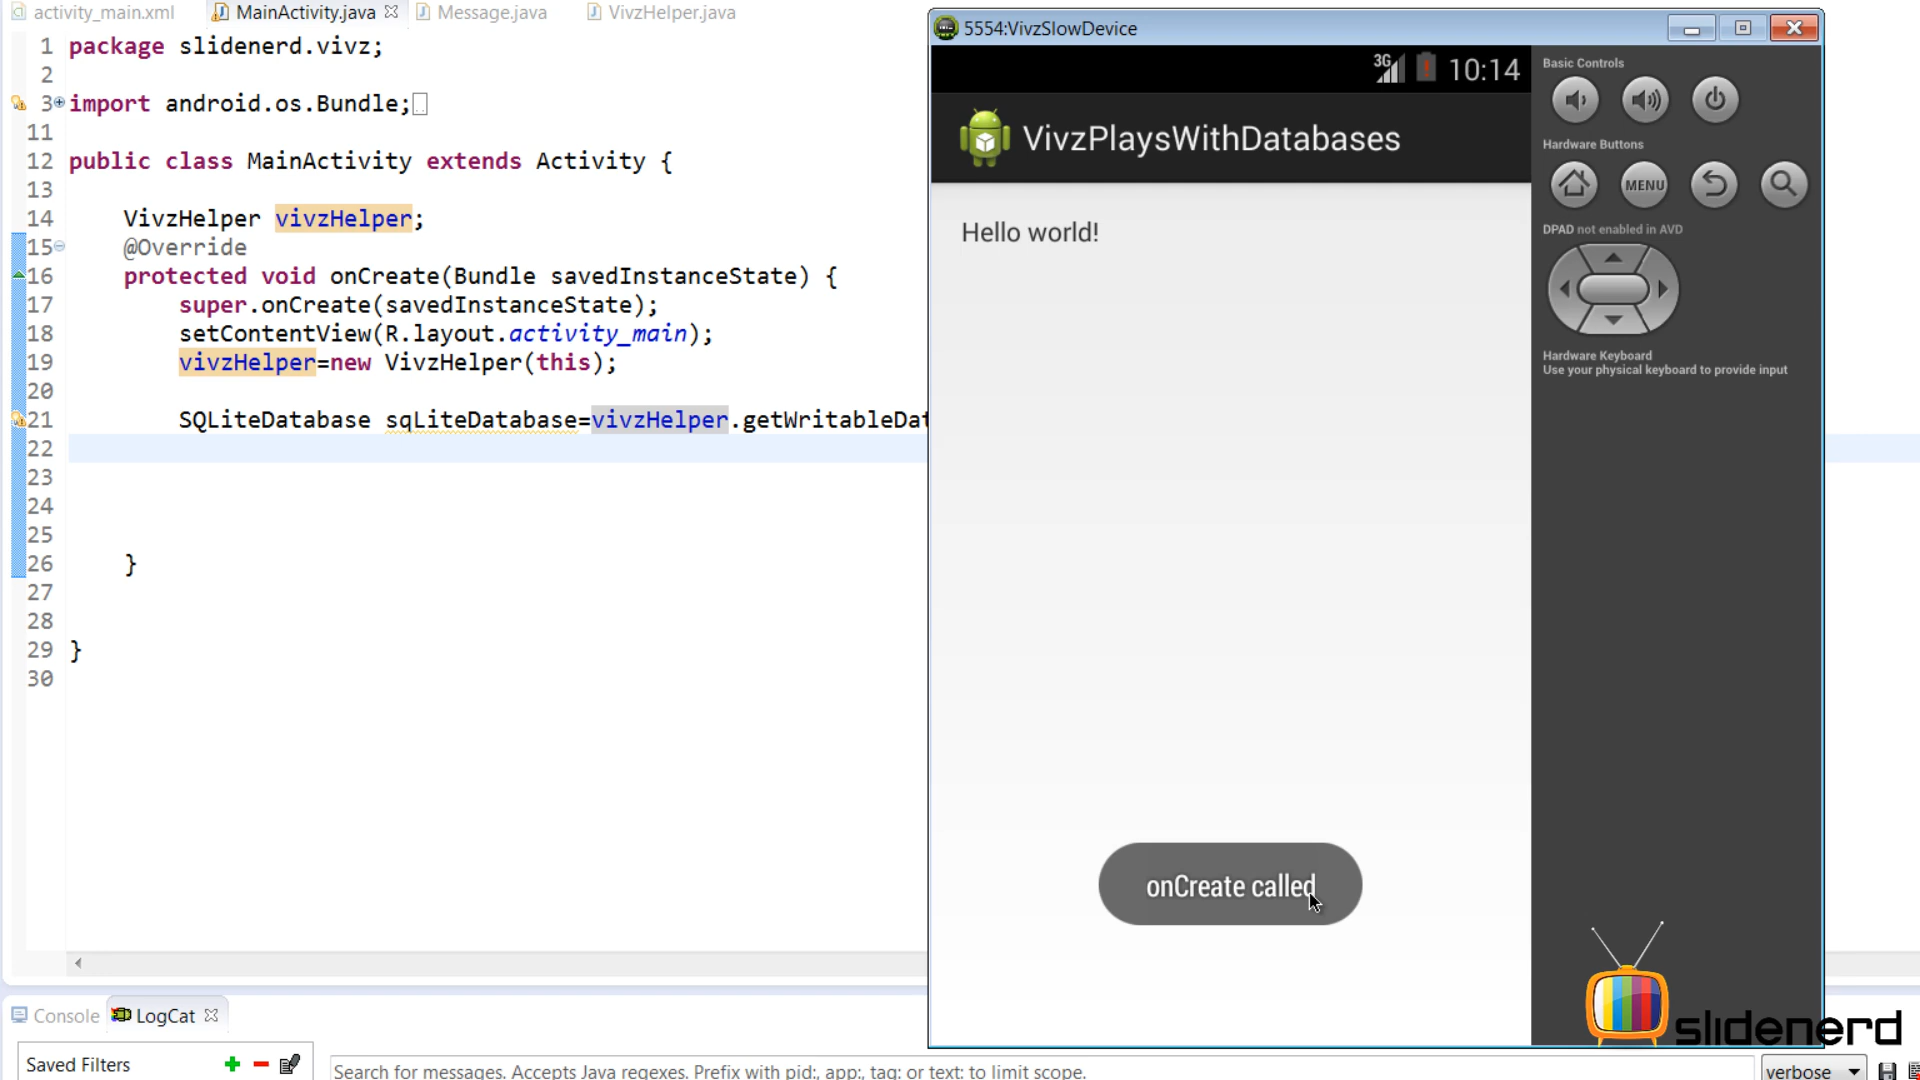 activity_main.xml
MainActivity.java
Message.java
VivzHelper.java
1 package slidenerd.vivz;
2
3 import android.os.Bundle;
11
12 public class MainActivity extends Activity {
13
14 VivzHelper vivzHelper;
15 @Override
16 protected void onCreate(Bundle savedInstanceState) {
17 super.onCreate(savedInstanceState);
18 setContentView(R.layout.activity_main);
19 vivzHelper=new VivzHelper(this);
20
21 SQLiteDatabase sqLiteDatabase=vivzHelper.getWritableDat
22
23
24
25
26 }
27
28
29 }
30
Console
LogCat
Saved Filters
Search for messages. Accepts Java regexes. Prefix with pid:, app:, tag: or text: to limit scope.
verbose
5554:VivzSlowDevice
3G 10:14
VivzPlaysWithDatabases
Hello world!
onCreate called
Basic Controls
Hardware Buttons
MENU
DPAD not enabled in AVD
Hardware Keyboard
Use your physical keyboard to provide input
slidenerd